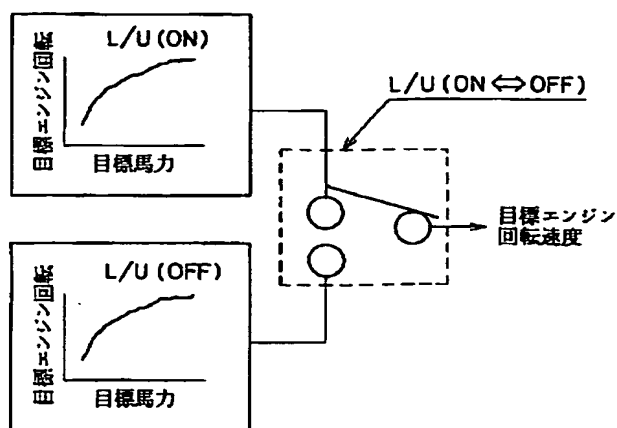 L/U(ON)
目標エンジン回転
目標馬力
L/U(ON⇔OFF)
目標エンジン
回転速度
L/U(OFF)
目標エンジン回転
目標馬力